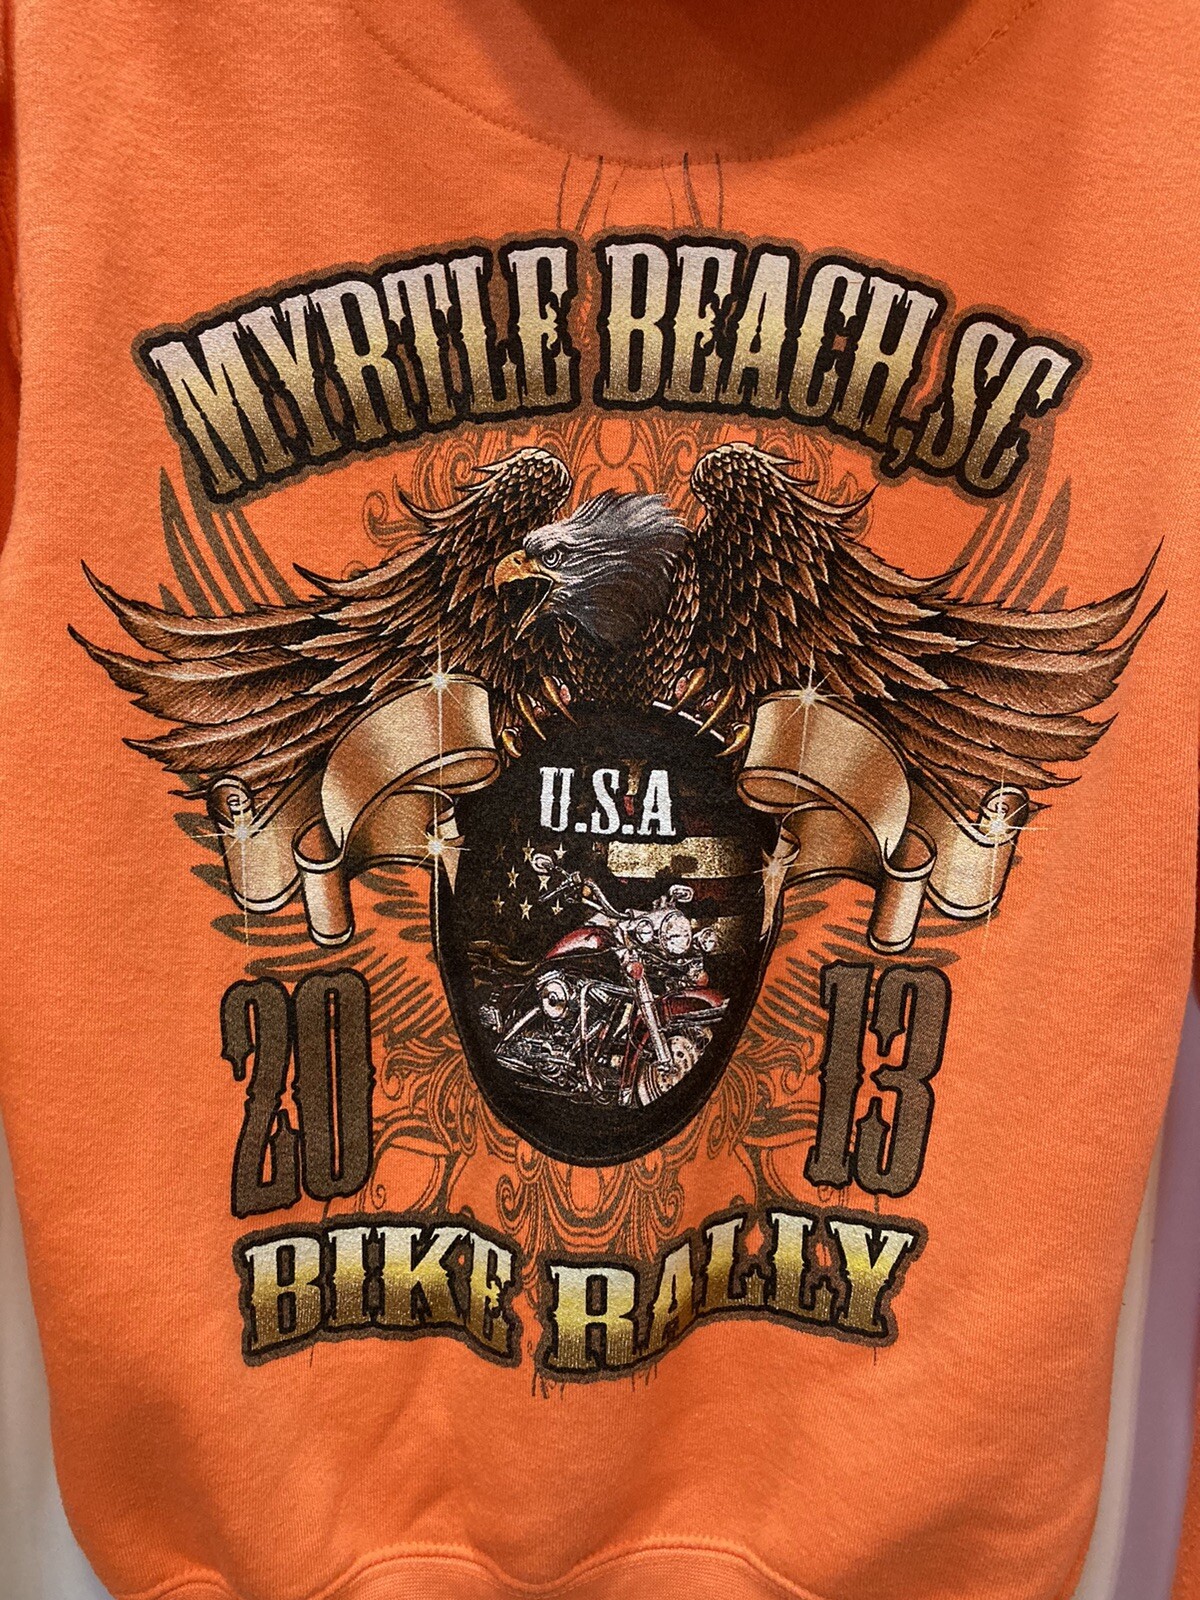 MYRTLE BEACH, SC
U.S.A
20 13
BIKE RALLY